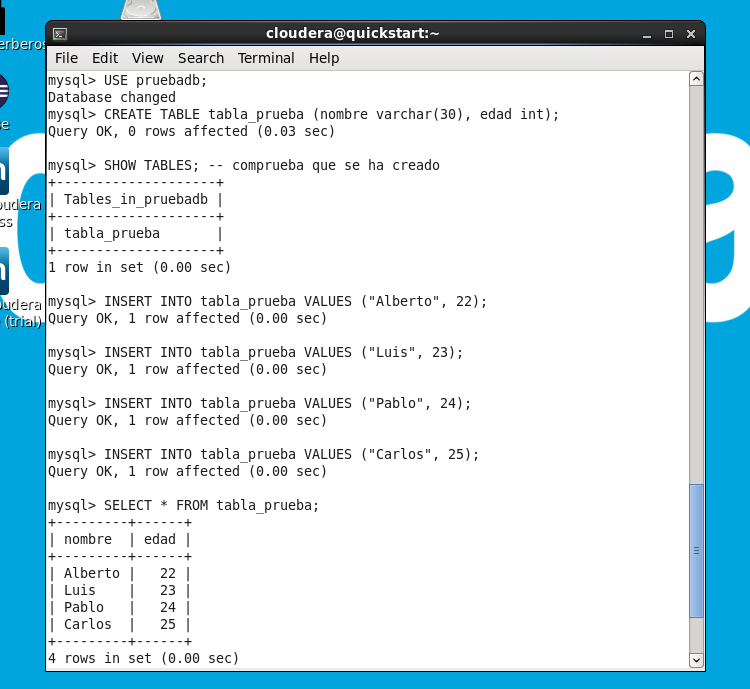 cloudera@quickstart:~
File Edit View Search Terminal Help
mysql> USE pruebadb;
Database changed
mysql> CREATE TABLE tabla_prueba (nombre varchar(30), edad int);
Query OK, 0 rows affected (0.03 sec)
mysql> SHOW TABLES; -- comprueba que se ha creado
+--------------------+
| Tables_in_pruebadb |
+--------------------+
| tabla_prueba       |
+--------------------+
1 row in set (0.00 sec)
mysql> INSERT INTO tabla_prueba VALUES ("Alberto", 22);
Query OK, 1 row affected (0.00 sec)
mysql> INSERT INTO tabla_prueba VALUES ("Luis", 23);
Query OK, 1 row affected (0.00 sec)
mysql> INSERT INTO tabla_prueba VALUES ("Pablo", 24);
Query OK, 1 row affected (0.00 sec)
mysql> INSERT INTO tabla_prueba VALUES ("Carlos", 25);
Query OK, 1 row affected (0.00 sec)
mysql> SELECT * FROM tabla_prueba;
+---------+------+
| nombre  | edad |
+---------+------+
| Alberto |   22 |
| Luis    |   23 |
| Pablo   |   24 |
| Carlos  |   25 |
+---------+------+
4 rows in set (0.00 sec)
erberos
e
oudera
ss
oudera
(trial)